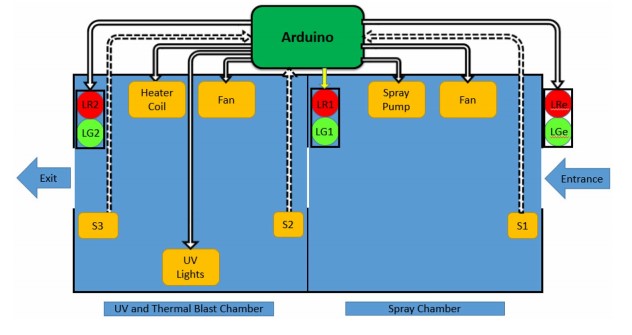 Arduino
LR2
LG2
Heater
Coil
Fan
LR1
LG1
Spray
Pump
Fan
LRe
LGe
Exit
Entrance
S3
UV
Lights
S2
S1
UV and Thermal Blast Chamber
Spray Chamber